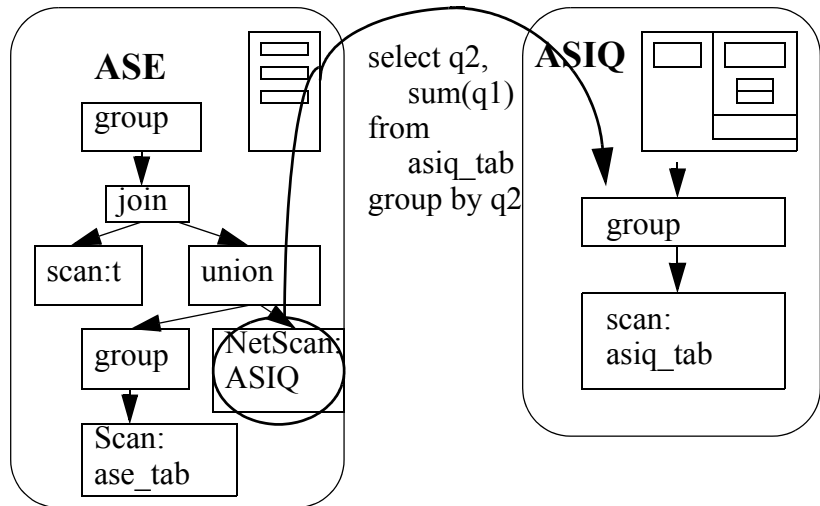 ASE
group
join
scan:t
union
group
NetScan:
ASIQ
Scan:
ase_tab
select q2,
sum(q1)
from
asiq_tab
group by q2
ASIQ
group
scan:
asiq_tab